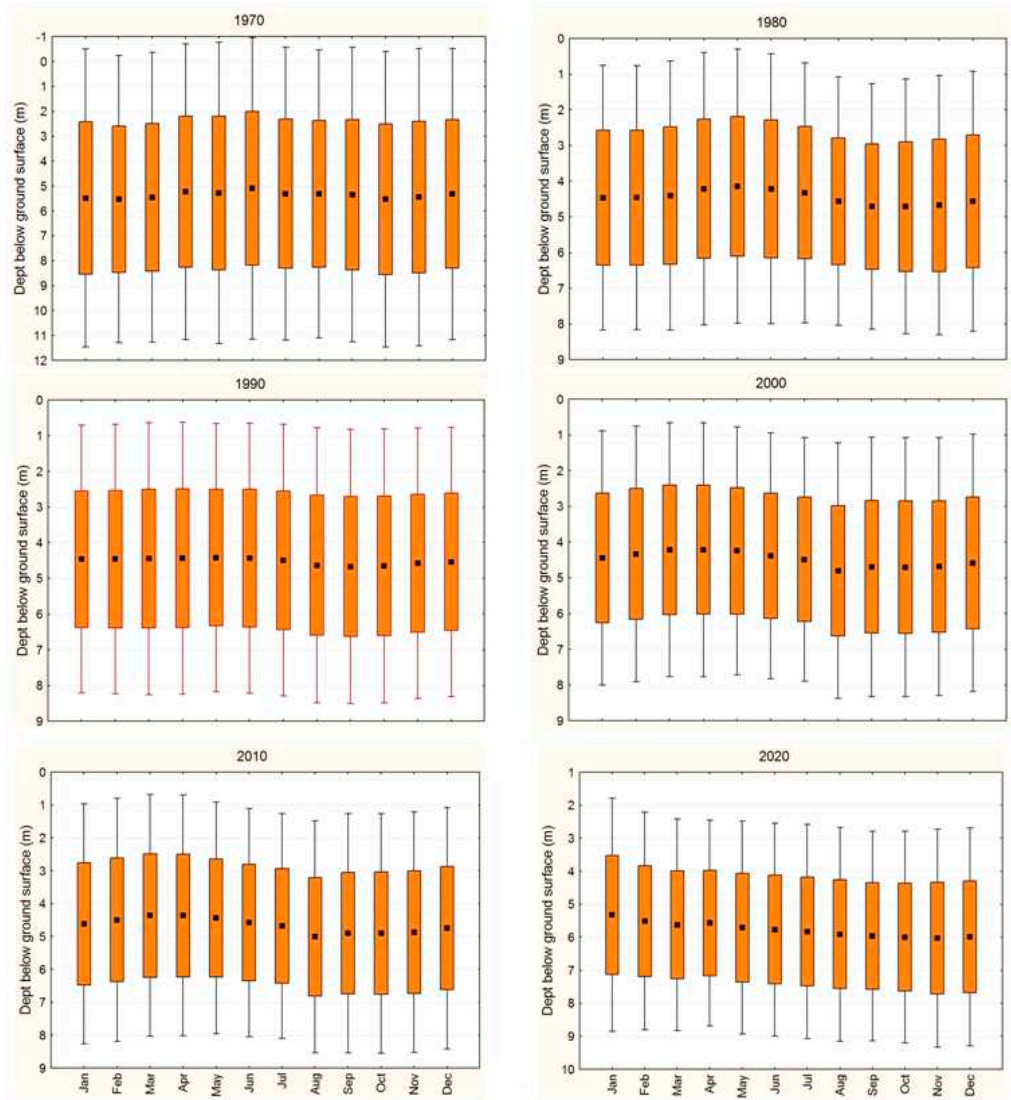 1970
Dept below ground surface (m)
-1
0
1
2
3
4
5
6
7
8
9
10
11
12
1980
Dept below ground surface (m)
0
1
2
3
4
5
6
7
8
9
1990
Dept below ground surface (m)
0
1
2
3
4
5
6
7
8
9
2000
Dept below ground surface (m)
0
1
2
3
4
5
6
7
8
9
2010
Dept below ground surface (m)
0
1
2
3
4
5
6
7
8
9
Jan
Feb
Mar
Apr
May
Jun
Jul
Aug
Sep
Oct
Nov
Dec
2020
Dept below ground surface (m)
1
2
3
4
5
6
7
8
9
10
Jan
Feb
Mar
Apr
May
Jun
Jul
Aug
Sep
Oct
Nov
Dec